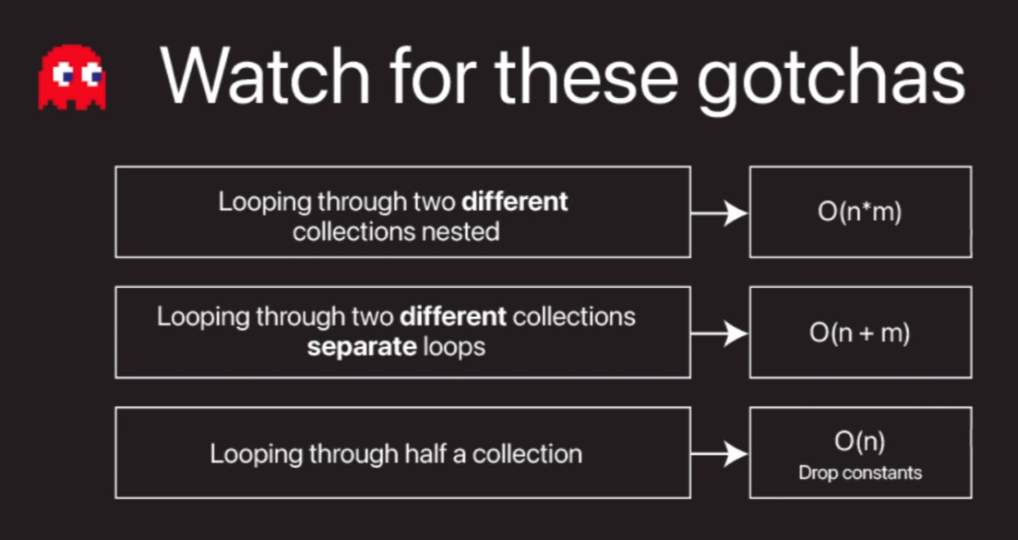 Watch for these gotchas
Looping through two different
collections nested
O(n*m)
Looping through two different collections
separate loops
O(n + m)
Looping through half a collection
O(n)
Drop constants